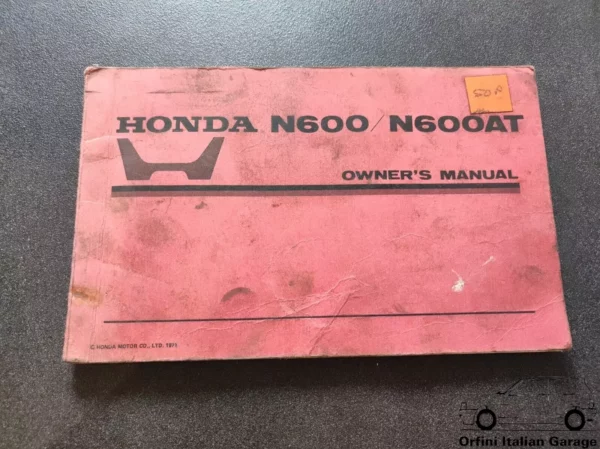 HONDA N600/N600AT
OWNER'S MANUAL
© HONDA MOTOR CO., LTD. 1971
Orfini Italian Garage